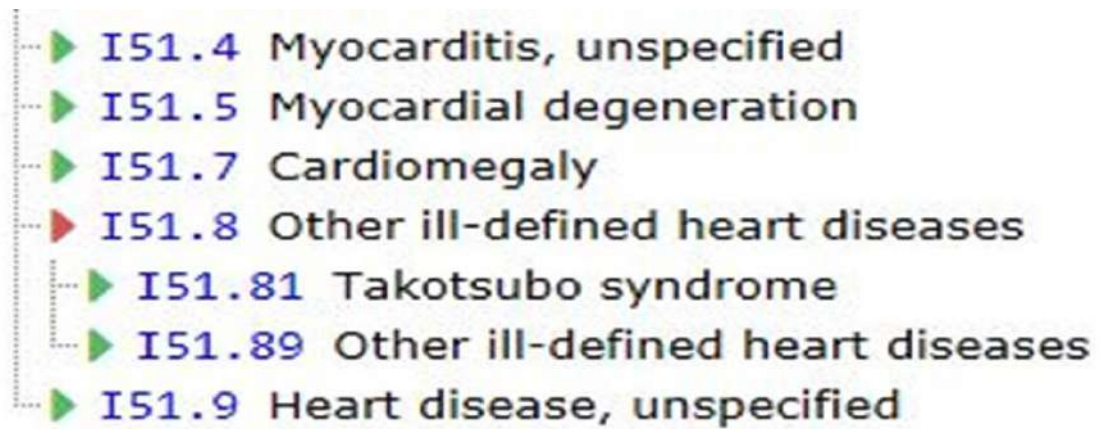 I51.4 Myocarditis, unspecified
I51.5 Myocardial degeneration
I51.7 Cardiomegaly
I51.8 Other ill-defined heart diseases
I51.81 Takotsubo syndrome
I51.89 Other ill-defined heart diseases
I51.9 Heart disease, unspecified